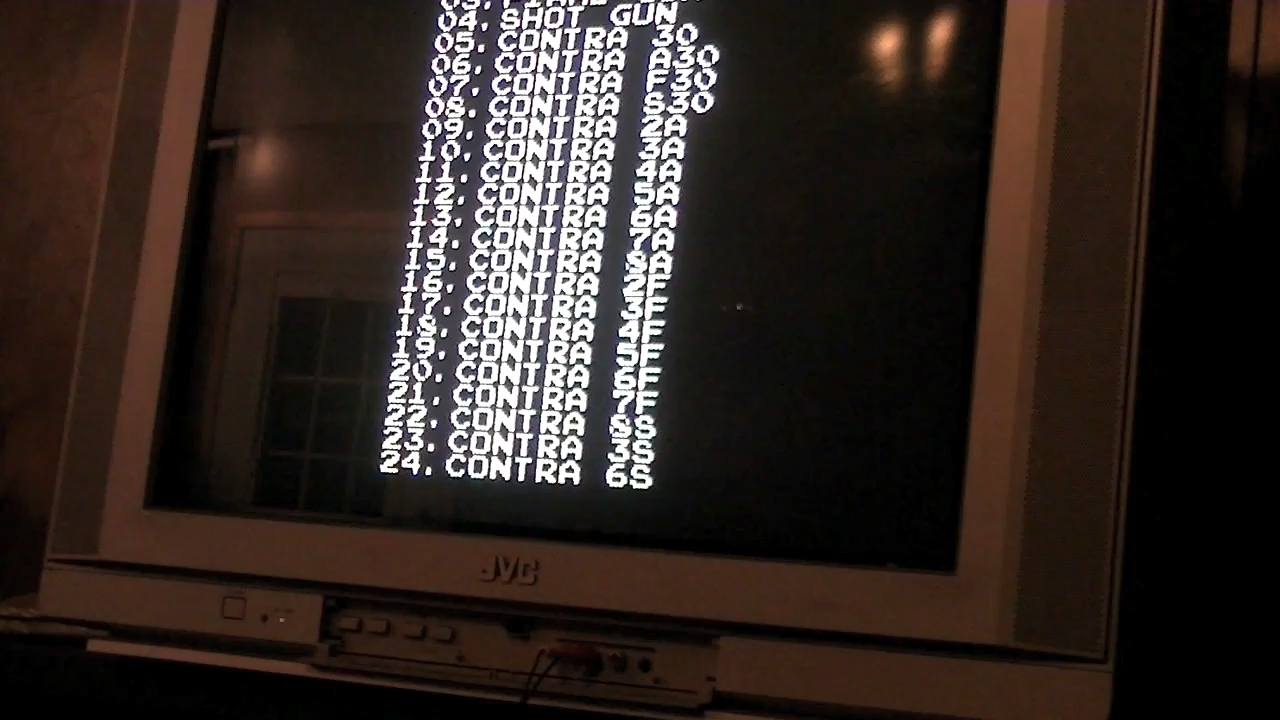 04. SHOT GUN
05. CONTRA 30
06. CONTRA A30
07. CONTRA F30
08. CONTRA S30
09. CONTRA 2A
10. CONTRA 3A
11. CONTRA 4A
12. CONTRA 5A
13. CONTRA 6A
14. CONTRA 7A
15. CONTRA 8A
16. CONTRA 2F
17. CONTRA 3F
18. CONTRA 4F
19. CONTRA 5F
20. CONTRA 6F
21. CONTRA 7F
22. CONTRA 8S
23. CONTRA 3S
24. CONTRA 6S
JVC